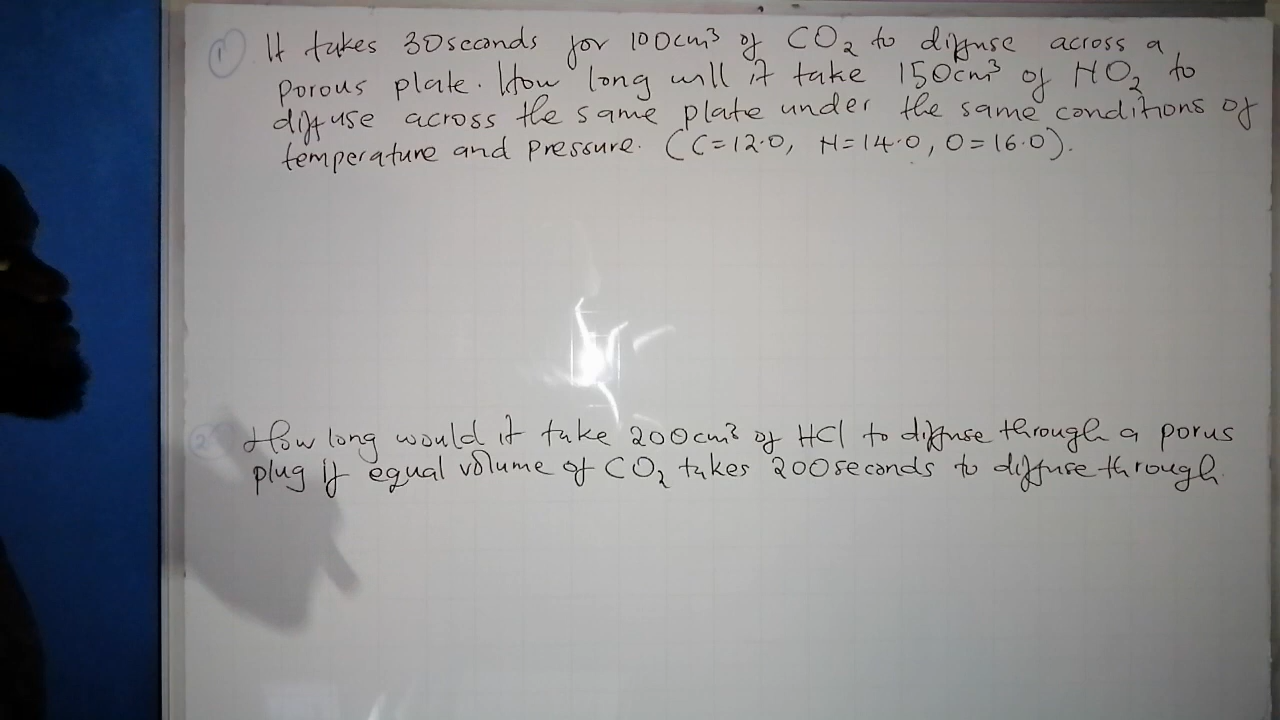 1 It takes 30seconds for 100cm³ of CO₂ to diffuse across a
porous plate. How long will it take 150cm³ of HO₂ to
diffuse across the same plate under the same conditions of
temperature and pressure. (C=12.0, H=14.0, O=16.0).
2 How long would it take 200cm³ of HCl to diffuse through a porus
plug if equal volume of CO₂ takes 200seconds to diffuse through.